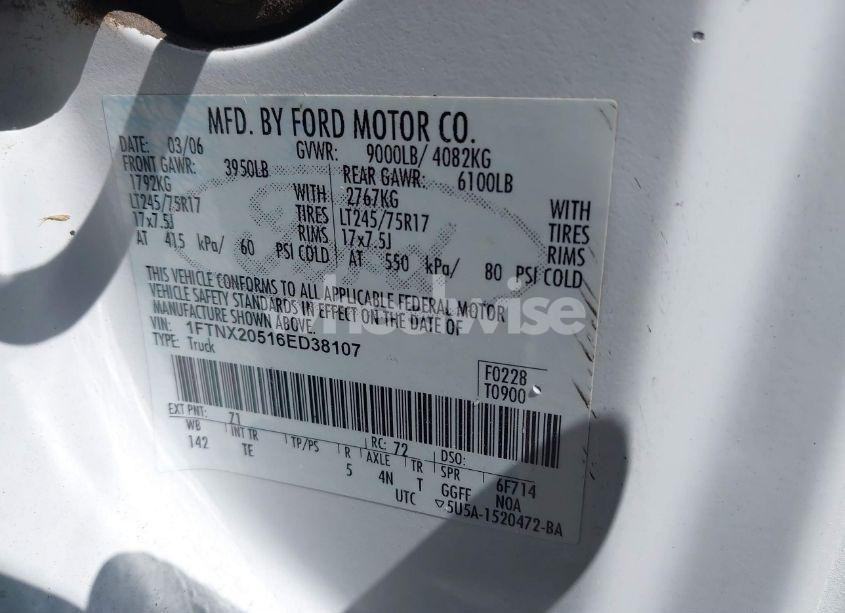 MFD. BY FORD MOTOR CO.
DATE: 03/06 GVWR: 9000LB/ 4082KG
FRONT GAWR: 3950LB REAR GAWR: 6100LB
1792KG WITH 2767KG WITH
LT245/75R17 TIRES LT245/75R17 TIRES
17x7.5J RIMS 17x7.5J RIMS
AT 415 kPa/ 60 PSI COLD AT 550 kPa/ 80 PSI COLD
THIS VEHICLE CONFORMS TO ALL APPLICABLE FEDERAL MOTOR
VEHICLE SAFETY STANDARDS IN EFFECT ON THE DATE OF
MANUFACTURE SHOWN ABOVE.
VIN: 1FTNX20516ED38107
TYPE: Truck
F0228
T0900
EXT PNT: 71 RC: 72 DSO:
WB INT TR TP/PS R AXLE TR SPR 6F714
142 TE 5 4N T GGFF NOA
UTC ▽5U5A-1520472-BA